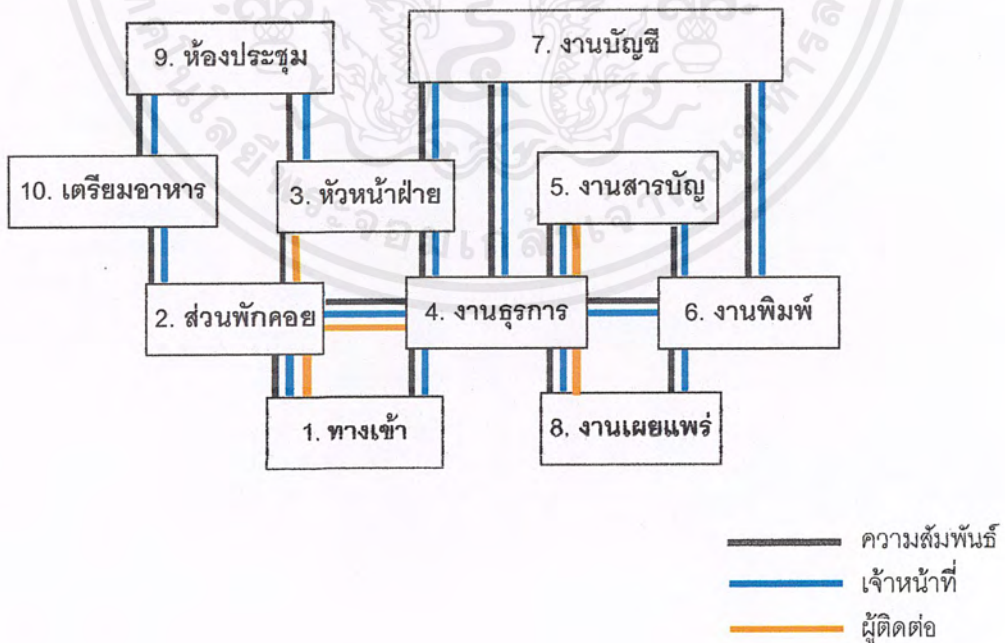 9. ห้องประชุม
7. งานบัญชี
10. เตรียมอาหาร
3. หัวหน้าฝ่าย
5. งานสารบัญ
2. ส่วนพักคอย
4. งานธุรการ
6. งานพิมพ์
1. ทางเข้า
8. งานเผยแพร่
ความสัมพันธ์
เจ้าหน้าที่
ผู้ติดต่อ